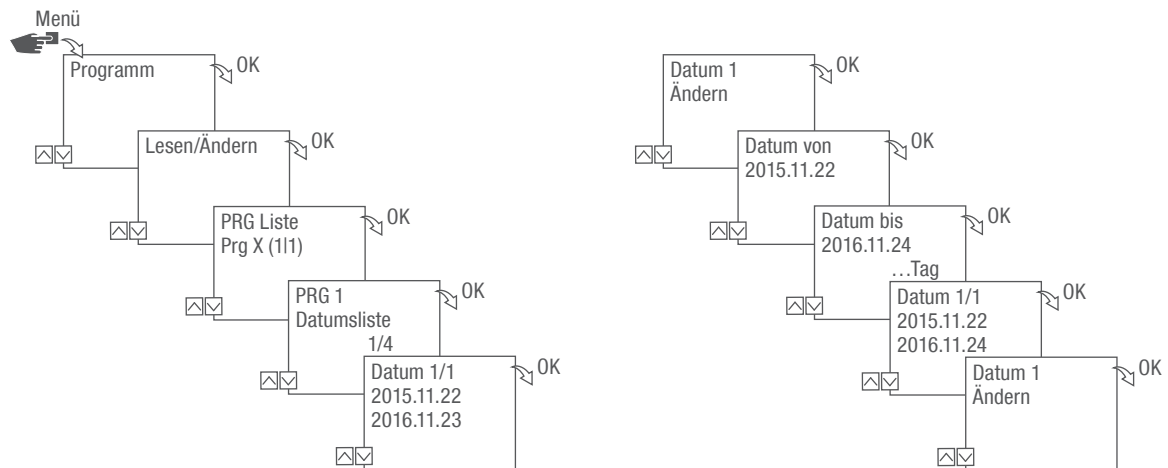 Menü
Programm
OK
Lesen/Ändern
OK
PRG Liste
Prg X (1|1)
OK
PRG 1
Datumsliste
1/4
OK
Datum 1/1
2015.11.22
2016.11.23
OK
Datum 1
Ändern
OK
Datum von
2015.11.22
OK
Datum bis
2016.11.24
OK
...Tag
Datum 1/1
2015.11.22
2016.11.24
OK
Datum 1
Ändern
OK